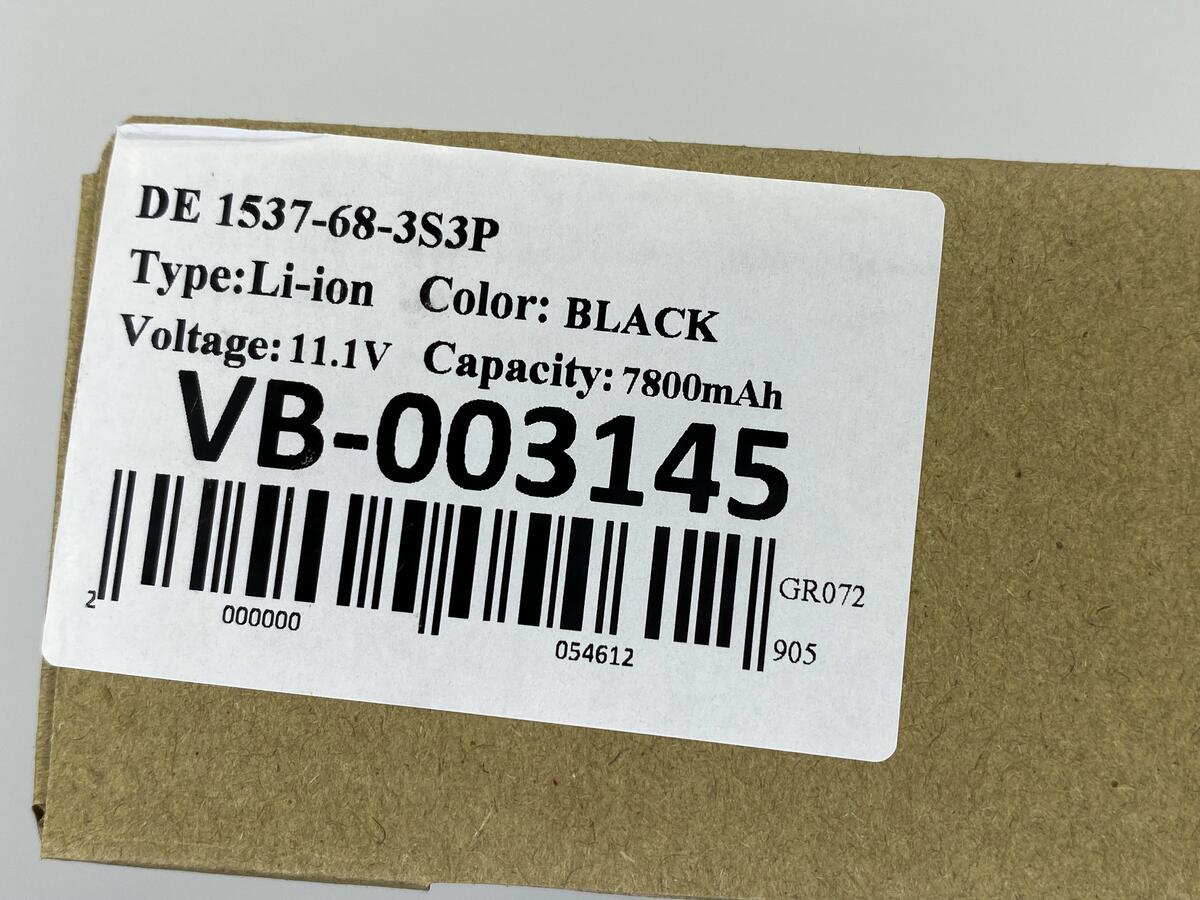 DE 1537-68-3S3P
Type:Li-ion Color: BLACK
Voltage: 11.1V Capacity: 7800mAh
VB-003145
GR072
2 000000 054612 905